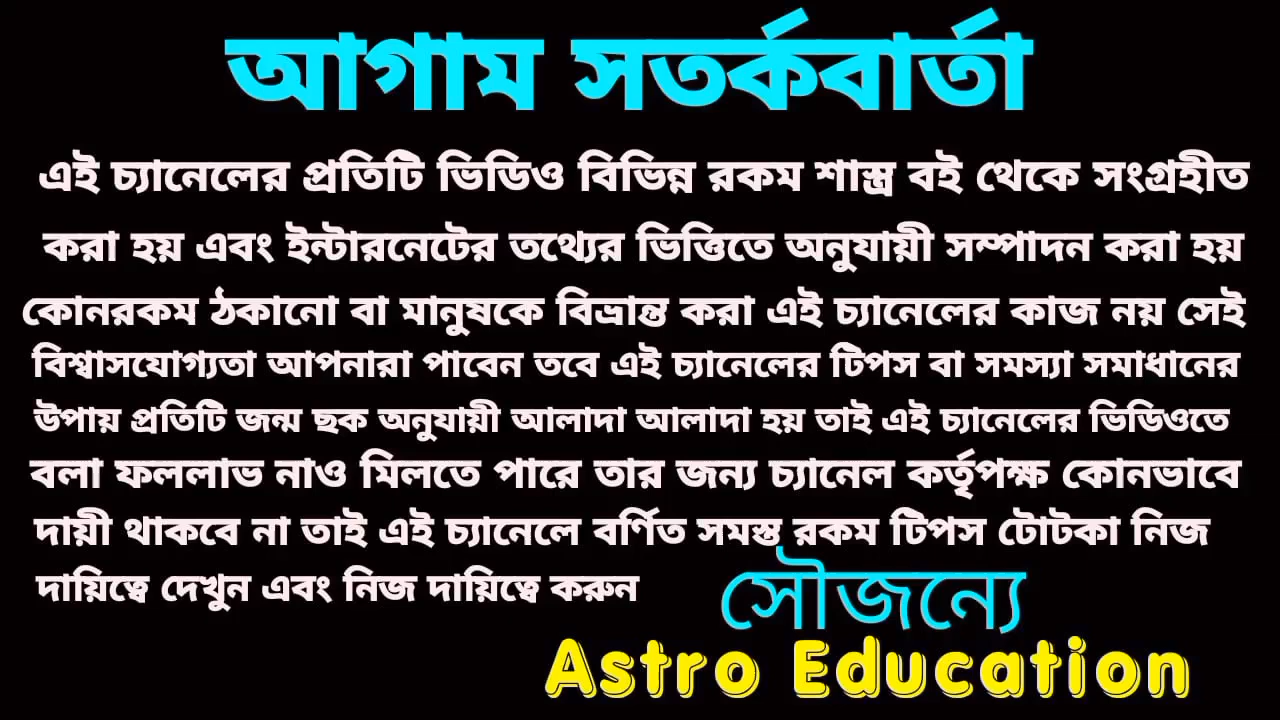 আগাম সতর্কবার্তা
এই চ্যানেলের প্রতিটি ভিডিও বিভিন্ন রকম শাস্ত্র বই থেকে সংগ্রহীত
করা হয় এবং ইন্টারনেটের তথ্যের ভিত্তিতে অনুযায়ী সম্পাদন করা হয়
কোনরকম ঠকানো বা মানুষকে বিভ্রান্ত করা এই চ্যানেলের কাজ নয় সেই
বিশ্বাসযোগ্যতা আপনারা পাবেন তবে এই চ্যানেলের টিপস বা সমস্যা সমাধানের
উপায় প্রতিটি জন্ম ছক অনুযায়ী আলাদা আলাদা হয় তাই এই চ্যানেলের ভিডিওতে
বলা ফললাভ নাও মিলতে পারে তার জন্য চ্যানেল কর্তৃপক্ষ কোনভাবে
দায়ী থাকবে না তাই এই চ্যানেলে বর্ণিত সমস্ত রকম টিপস টোটকা নিজ
দায়িত্বে দেখুন এবং নিজ দায়িত্বে করুন
সৌজন্যে
Astro Education